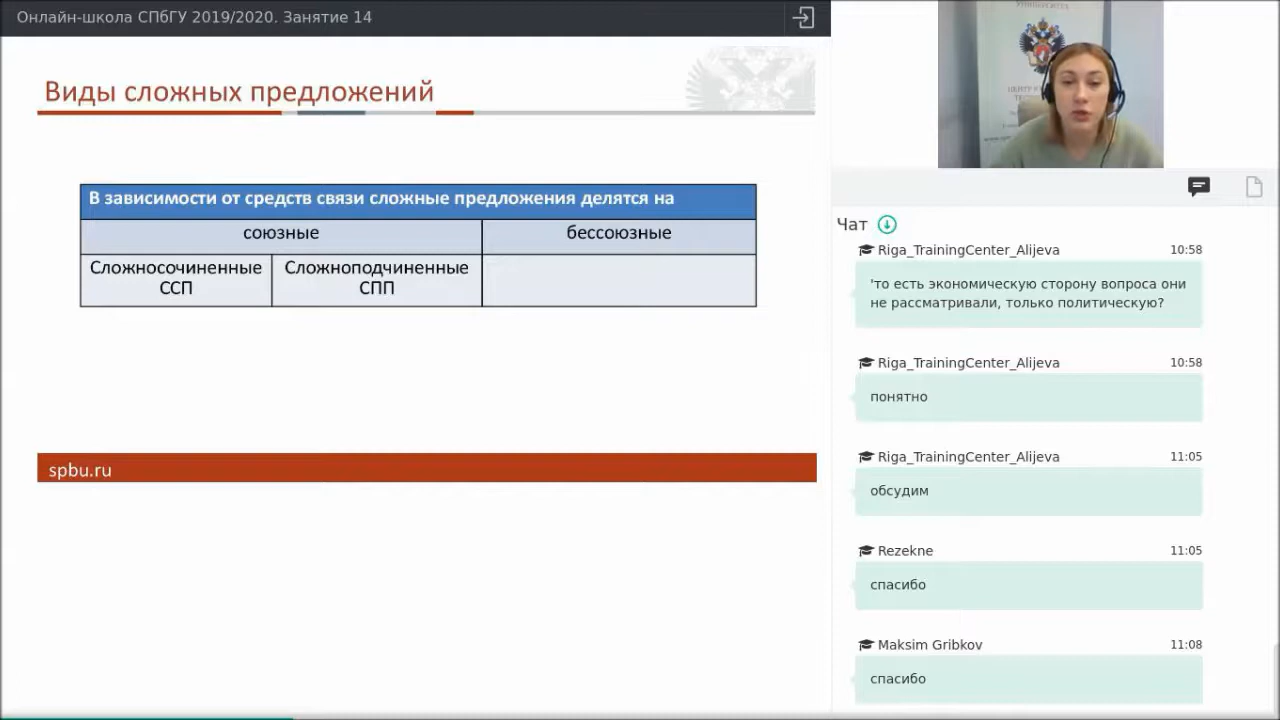 Онлайн-школа СПбГУ 2019/2020. Занятие 14
Виды сложных предложений
В зависимости от средств связи сложные предложения делятся на
союзные
бессоюзные
Сложносочиненные
ССП
Сложноподчиненные
СПП
spbu.ru
Чат
Riga_TrainingCenter_Alijeva 10:58
'то есть экономическую сторону вопроса они
не рассматривали, только политическую?
Riga_TrainingCenter_Alijeva 10:58
понятно
Riga_TrainingCenter_Alijeva 11:05
обсудим
Rezekne 11:05
спасибо
Maksim Gribkov 11:08
спасибо